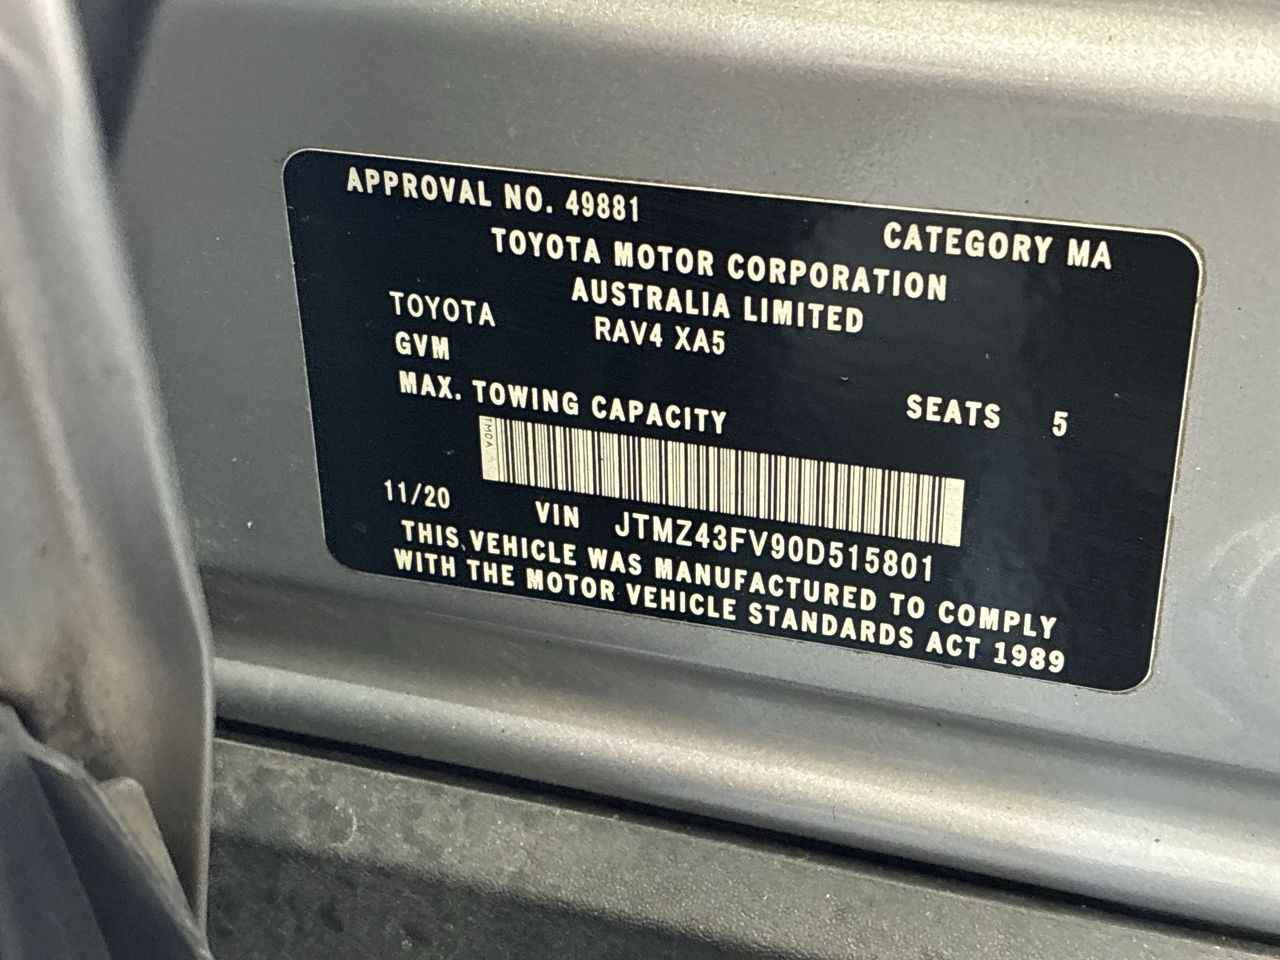 APPROVAL NO. 49881
CATEGORY MA
TOYOTA MOTOR CORPORATION
AUSTRALIA LIMITED
TOYOTA RAV4 XA5
GVM
MAX. TOWING CAPACITY
SEATS 5
TMCA
11/20 VIN JTMZ43FV90D515801
THIS VEHICLE WAS MANUFACTURED TO COMPLY
WITH THE MOTOR VEHICLE STANDARDS ACT 1989